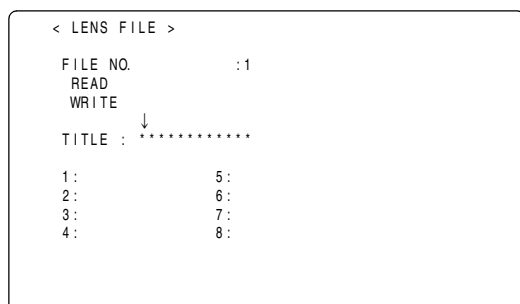 < LENS FILE >
FILE NO. :1
READ
WRITE
↓
TITLE : ************
1: 5:
2: 6:
3: 7:
4: 8: